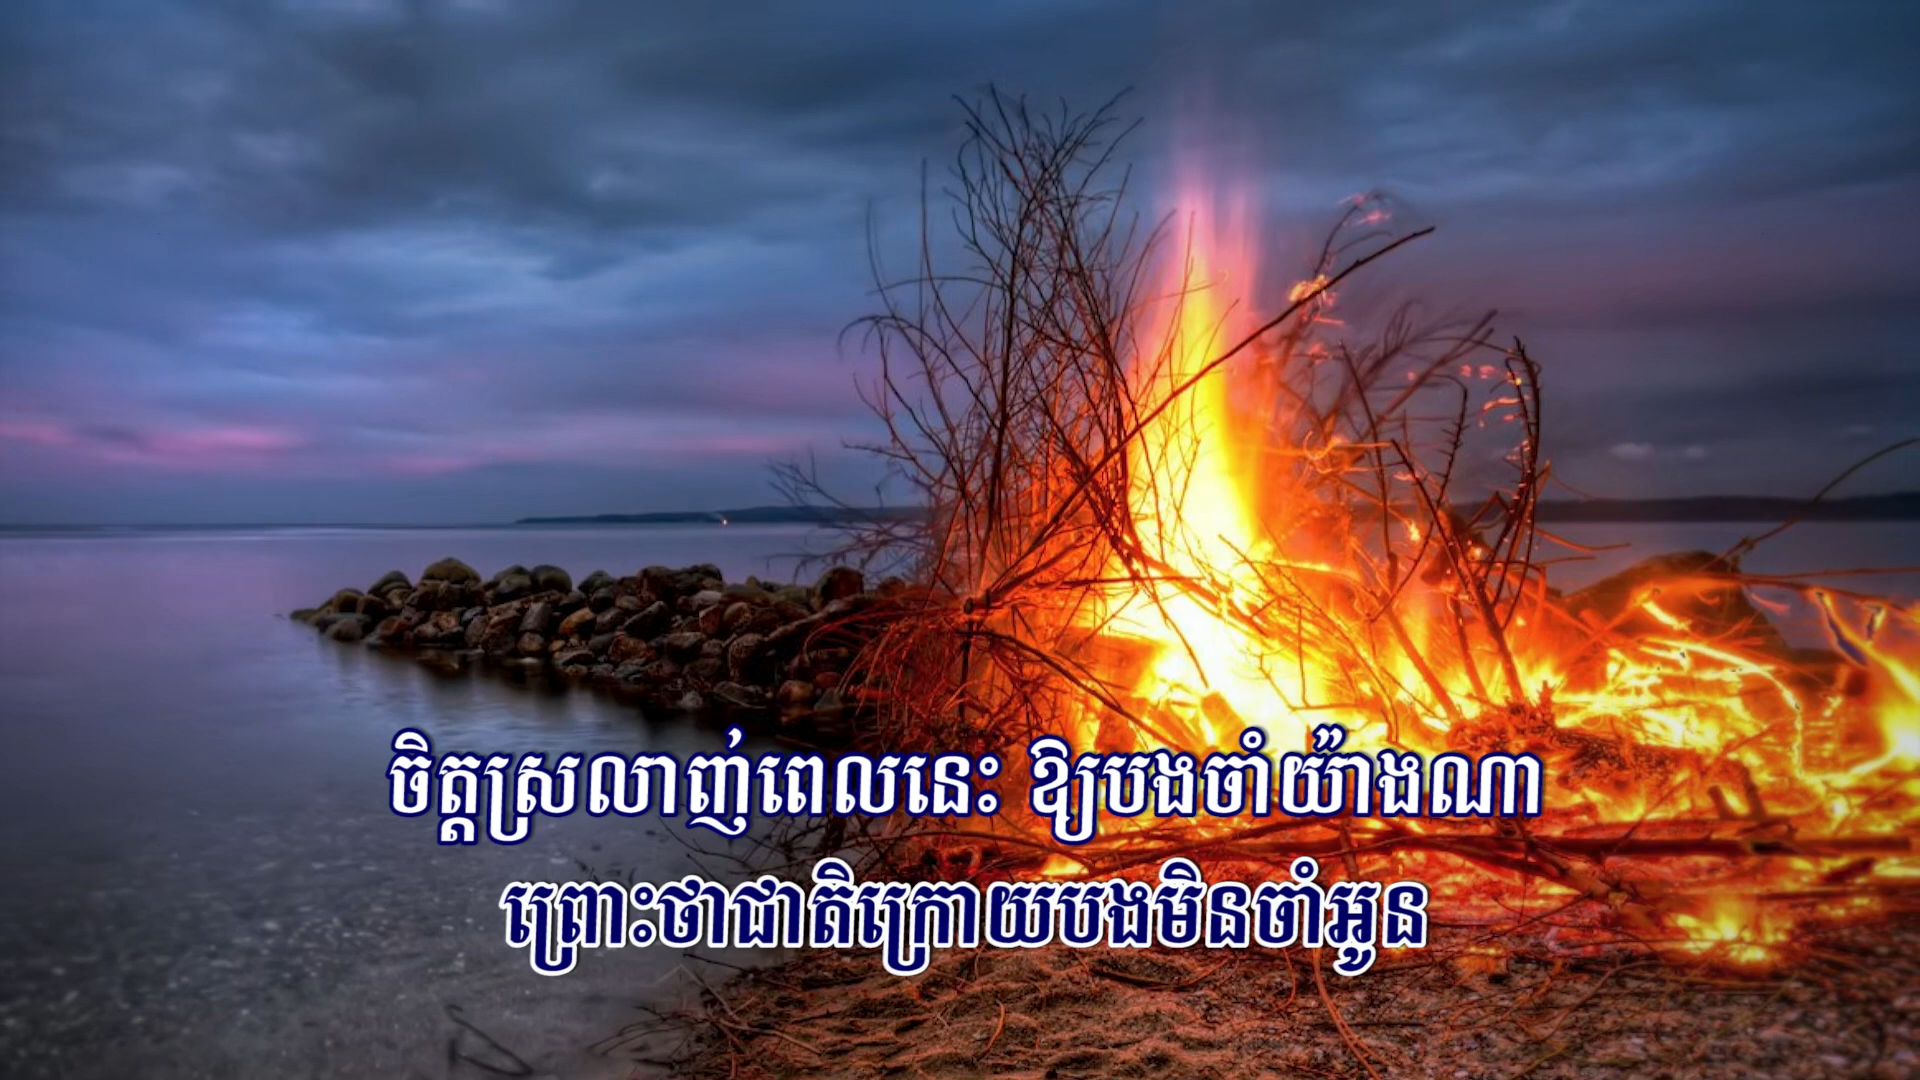 ចិត្តស្រលាញ់ពេលនេះ ឱ្យបងចាំយ៉ាងណា
ព្រោះថាជាតិក្រោយបងមិនចាំអូន